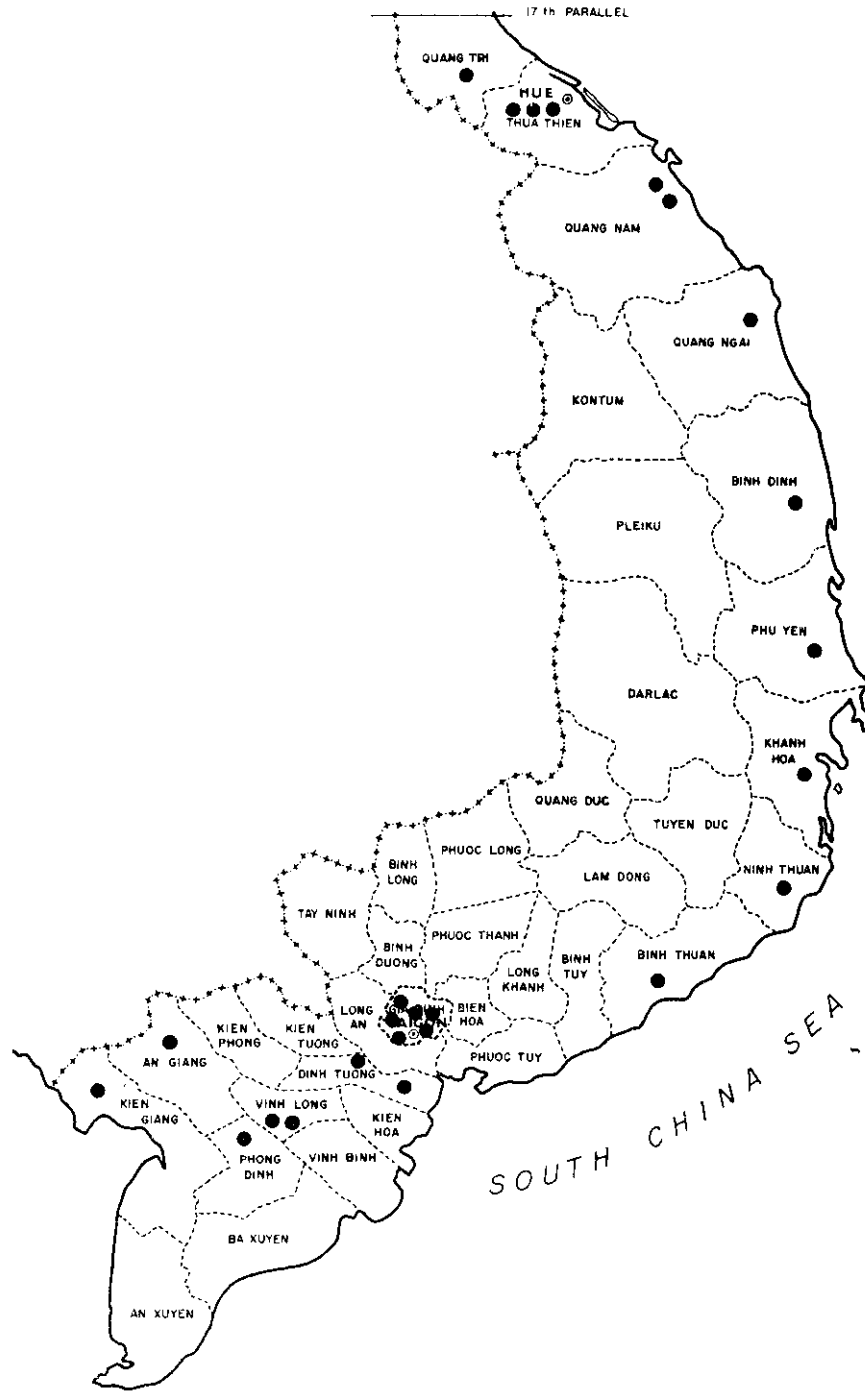 17 th PARALLEL
QUANG TRI
HUE
THUA THIEN
QUANG NAM
QUANG NGAI
KONTUM
BINH DINH
PLEIKU
PHU YEN
DARLAC
KHANH
HOA
QUANG DUC
TUYEN DUC
PHUOC LONG
BINH
LONG
LAM DONG
NINH THUAN
TAY NINH
PHUOC THANH
BINH
DUONG
BINH THUAN
LONG
KHANH
BINH
TUY
LONG
AN
BIEN
HOA
KIEN
PHONG
KIEN
TUONG
AN GIANG
DINH TUONG
PHUOC TUY
KIEN
GIANG
VINH LONG
KIEN
HOA
PHONG
DINH
VINH BINH
SOUTH CHINA SEA
BA XUYEN
AN XUYEN